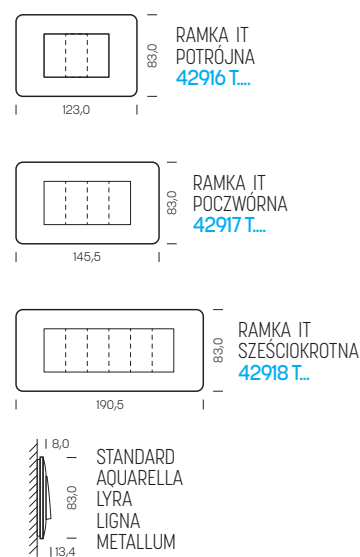 RAMKA IT
POTRÓJNA
42916 T....
83,0
123,0
RAMKA IT
POCZWÓRNA
42917 T....
83,0
145,5
RAMKA IT
SZEŚCIOKROTNA
42918 T...
83,0
190,5
8,0
STANDARD
AQUARELLA
LYRA
LIGNA
METALLUM
83,0
13,4